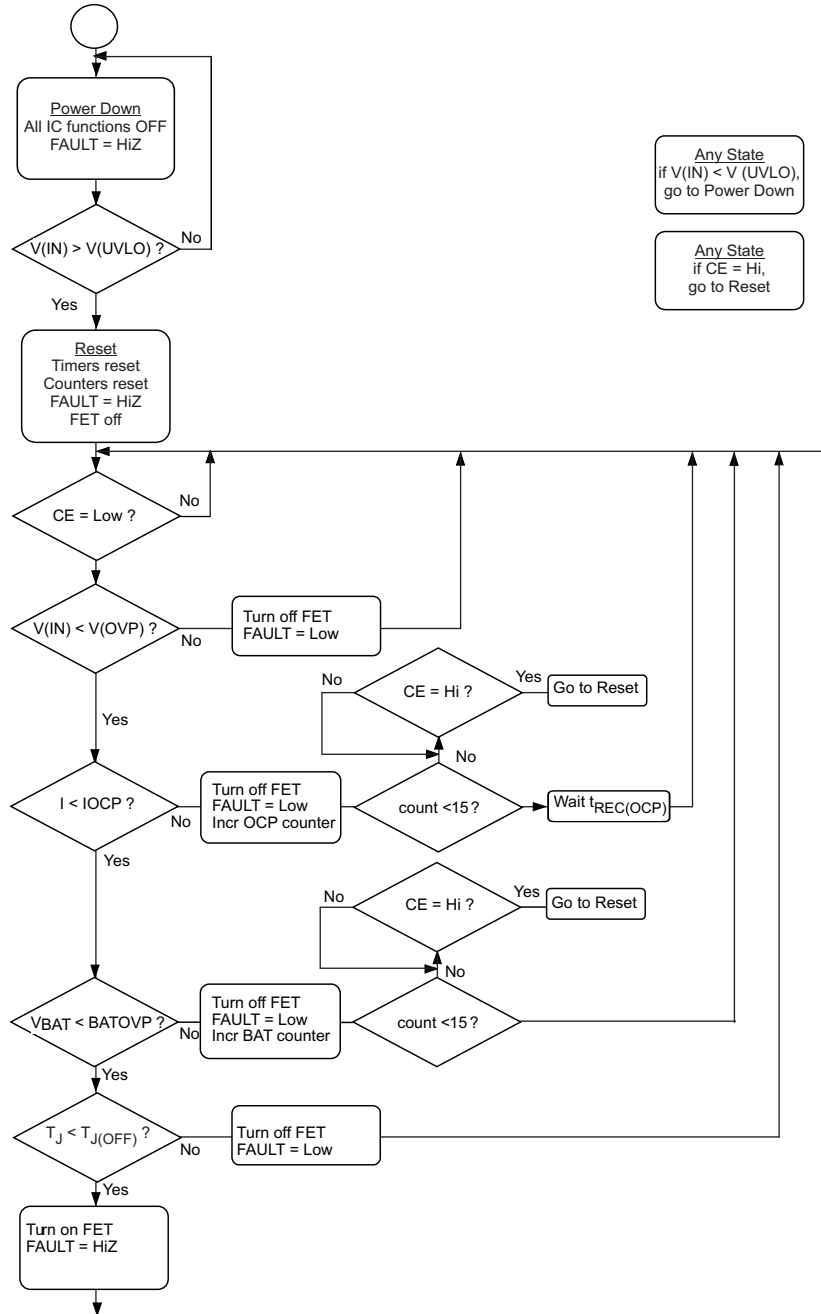 Power Down
All IC functions OFF
FAULT = HiZ
Any State
if V(IN) < V (UVLO),
go to Power Down
V(IN) > V(UVLO) ?
No
Yes
Any State
if CE = Hi,
go to Reset
Reset
Timers reset
Counters reset
FAULT = HiZ
FET off
CE = Low ?
No
V(IN) < V(OVP) ?
No
Turn off FET
FAULT = Low
Yes
No
CE = Hi ?
Yes
Go to Reset
No
I < IOCP ?
No
Turn off FET
FAULT = Low
Incr OCP counter
count <15 ?
Wait tREC(OCP)
Yes
No
CE = Hi ?
Yes
Go to Reset
No
VBAT < BATOVP ?
No
Turn off FET
FAULT = Low
Incr BAT counter
count <15 ?
Yes
TJ < TJ(OFF) ?
No
Turn off FET
FAULT = Low
Yes
Turn on FET
FAULT = HiZ